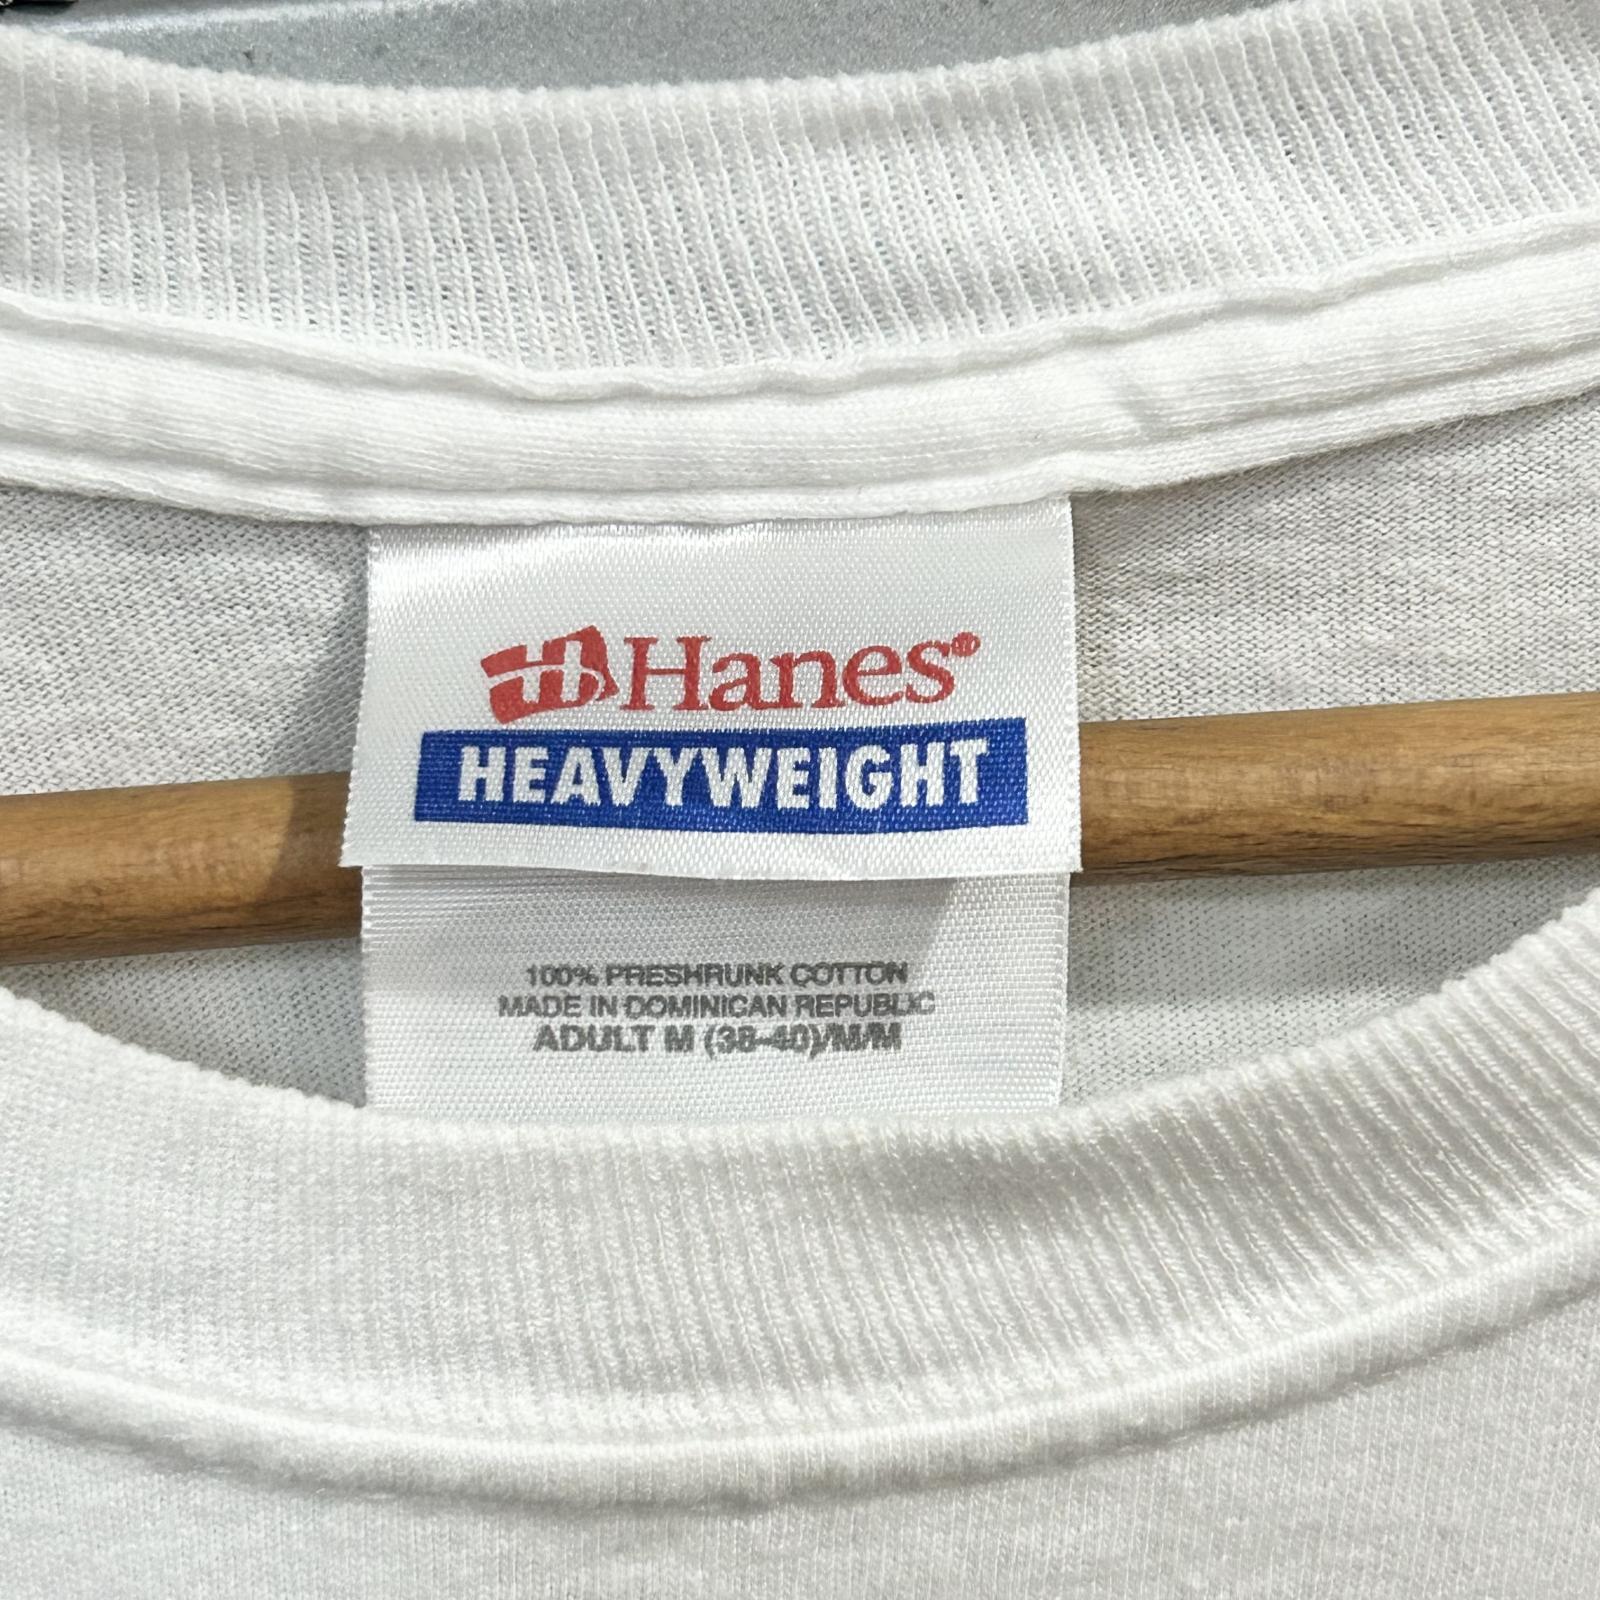 Hanes®
HEAVYWEIGHT
100% PRESHRUNK COTTON
MADE IN DOMINICAN REPUBLIC
ADULT M (38-40)/M/M